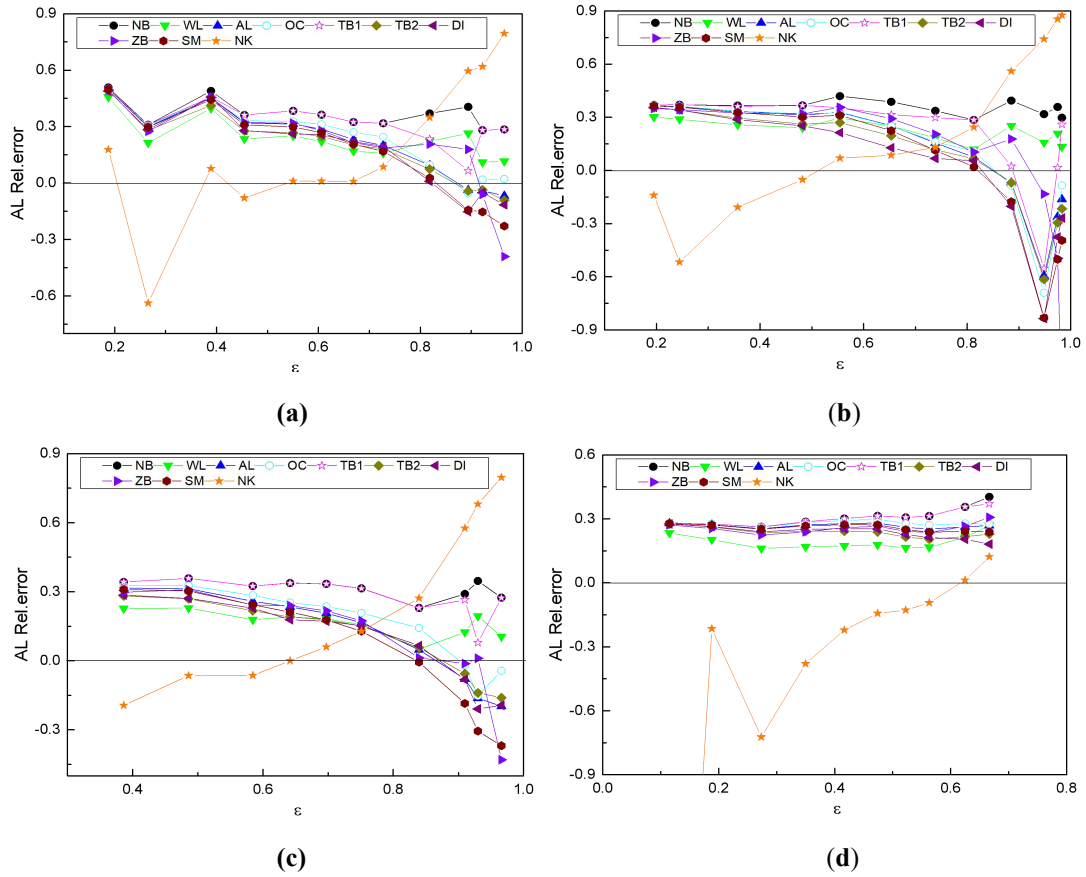 NB WL AL OC TB1 TB2 DI
ZB SM NK
AL Rel.error
0.9
0.6
0.3
0.0
-0.3
-0.6
0.2 0.4 0.6 0.8 1.0
ε
(a)
NB WL AL OC TB1 TB2 DI
ZB SM NK
AL Rel.error
0.9
0.6
0.3
0.0
-0.3
-0.6
-0.9
0.2 0.4 0.6 0.8 1.0
ε
(b)
NB WL AL OC TB1 TB2 DI
ZB SM NK
AL Rel.error
0.9
0.6
0.3
0.0
-0.3
0.4 0.6 0.8 1.0
ε
(c)
NB WL AL OC TB1 TB2 DI
ZB SM NK
AL Rel.error
0.6
0.3
0.0
-0.3
-0.6
-0.9
0.0 0.2 0.4 0.6 0.8
ε
(d)